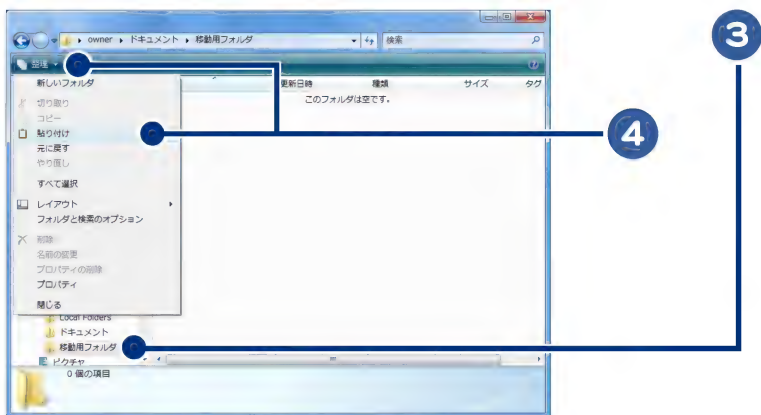 owner ▸ ドキュメント ▸ 移動用フォルダ
検索
整理
更新日時 種類 サイズ タグ
このフォルダは空です。
新しいフォルダ
切り取り
コピー
貼り付け
元に戻す
やり直し
すべて選択
レイアウト
フォルダと検索のオプション
削除
名前の変更
プロパティの削除
プロパティ
閉じる
Local Folders
ドキュメント
移動用フォルダ
ピクチャ
0 個の項目
3
4